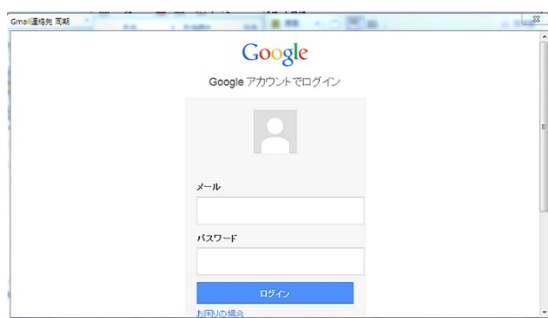 Gmail連絡先 同期
Google
Google アカウントでログイン
メール
パスワード
ログイン
お困りの場合